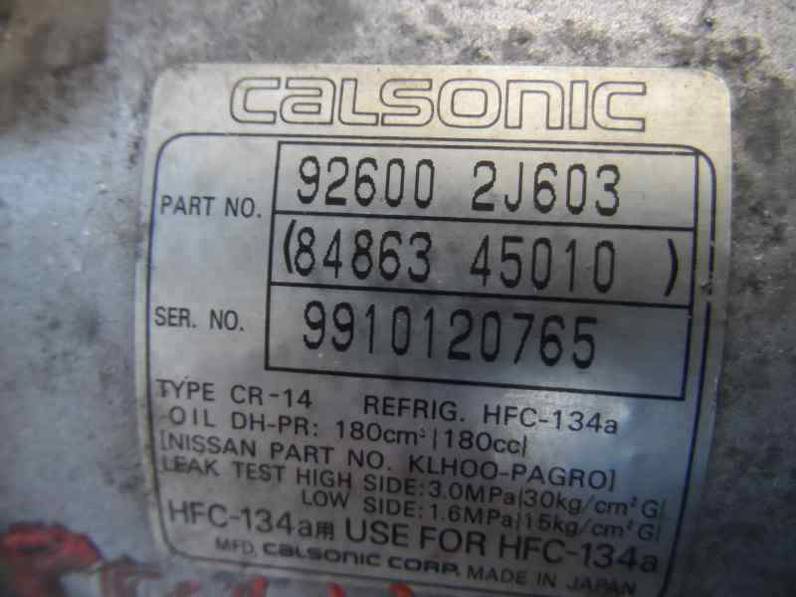 CALSONIC
PART NO. 92600 2J603
(84863 45010 )
SER. NO. 9910120765
TYPE CR-14 REFRIG. HFC-134a
OIL DH-PR: 180cm³[180cc]
[NISSAN PART NO. KLH00-PAGR0]
LEAK TEST HIGH SIDE:3.0MPa[30kg/cm²G]
LOW SIDE:1.6MPa[15kg/cm²G]
HFC-134a用 USE FOR HFC-134a
MFD. CALSONIC CORP. MADE IN JAPAN